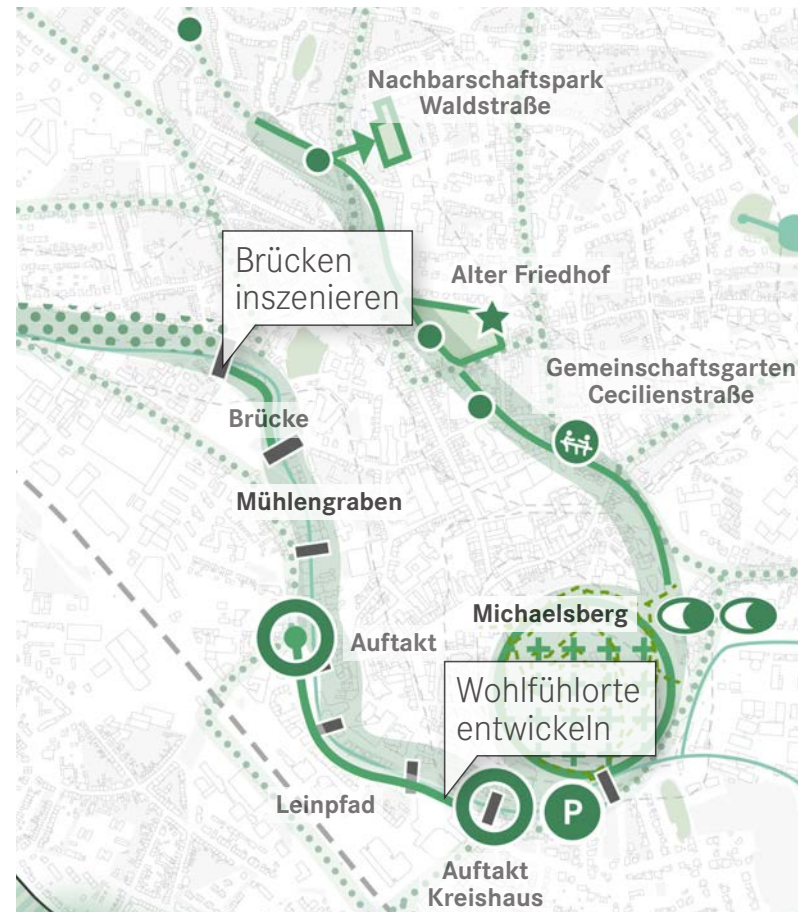 Nachbarschaftspark
Waldstraße
Brücken
inszenieren
Alter Friedhof
Gemeinschaftsgarten
Cecilienstraße
Brücke
Mühlengraben
Michaelsberg
Auftakt
Wohlfühlorte
entwickeln
Leinpfad
P
Auftakt
Kreishaus